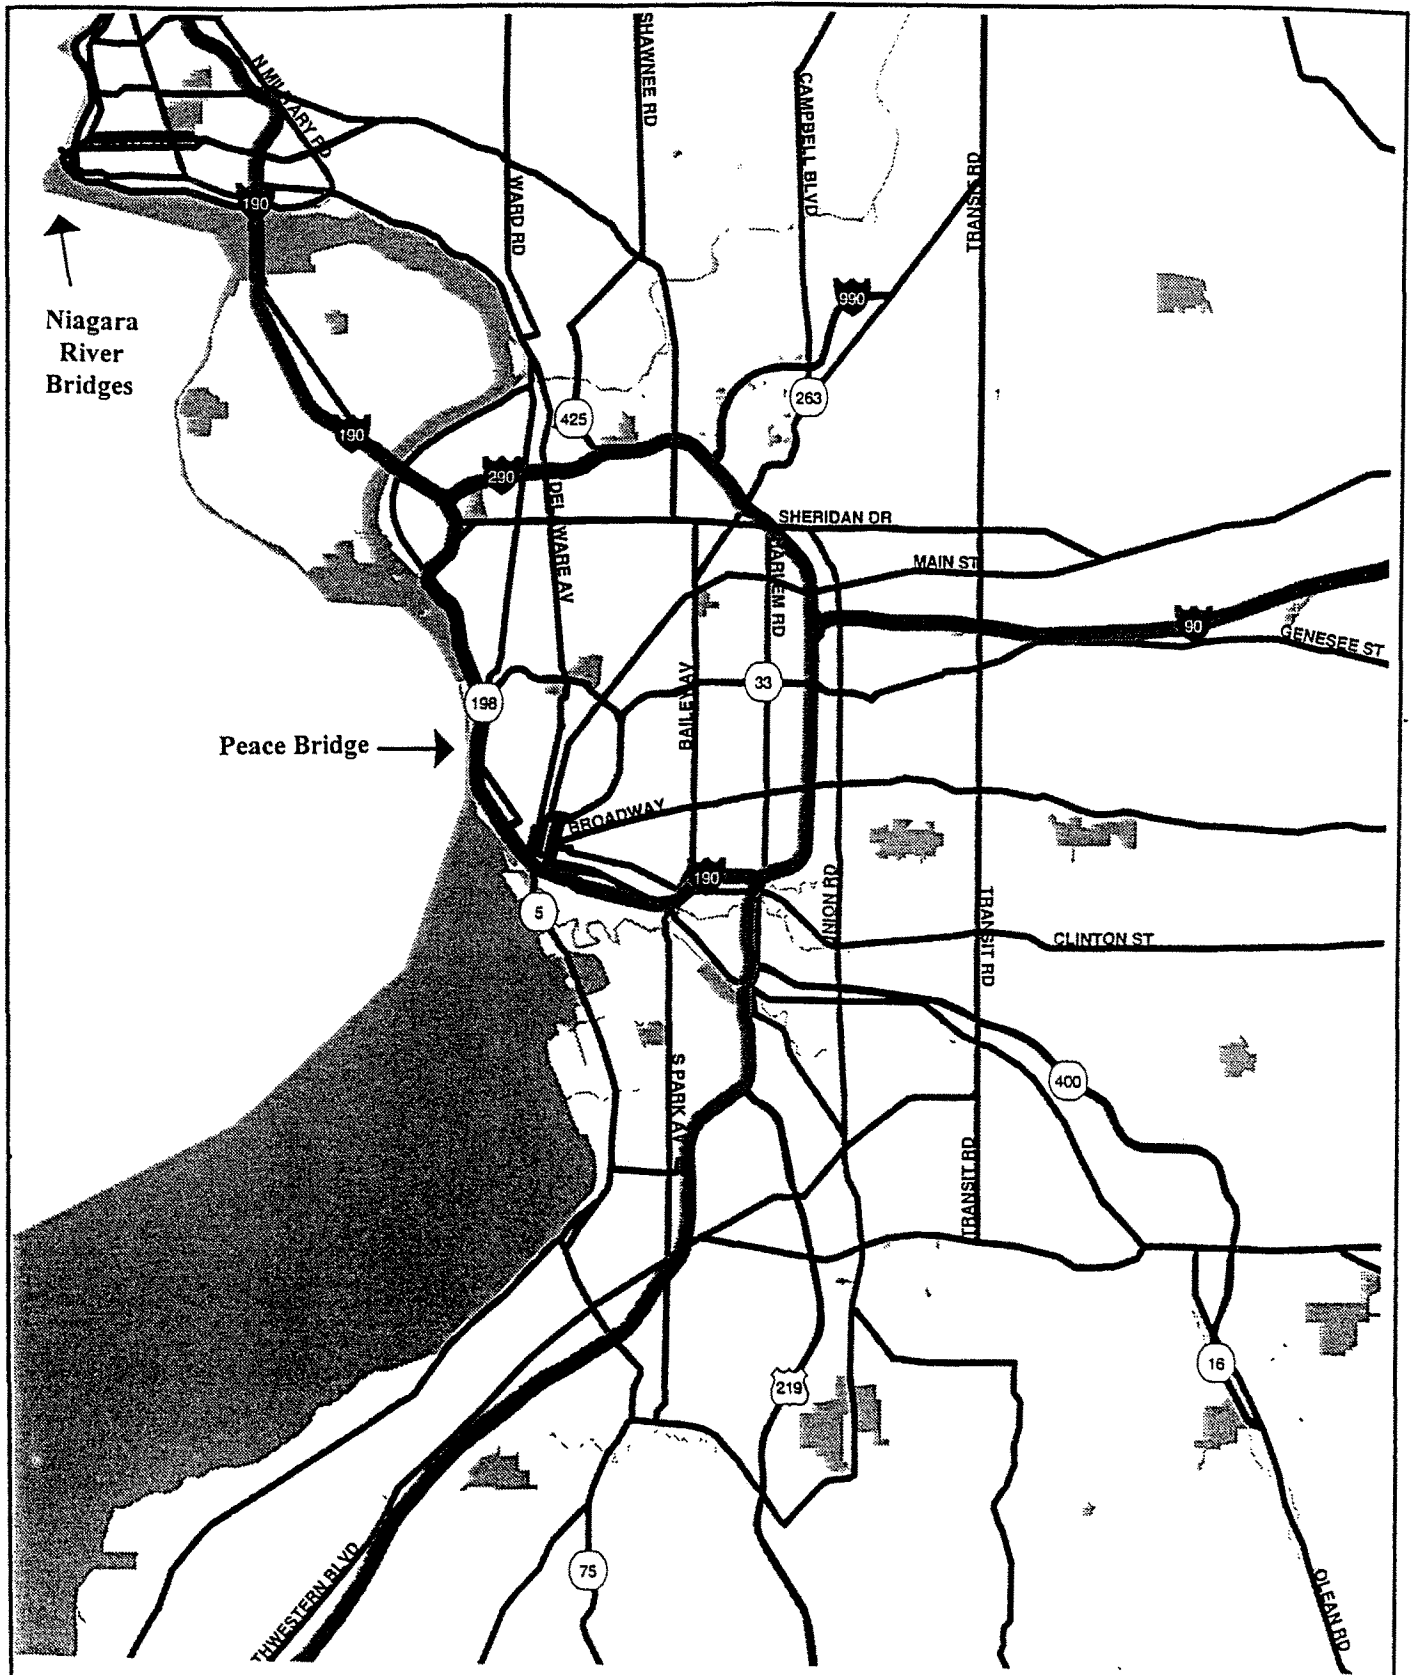 SHAWNEE RD
N MILITARY RD
CAMPBELL BLVD
TRANSIT RD
WARD RD
190
990
Niagara
River
Bridges
263
425
190
290
DELAWARE AV
SHERIDAN DR
MAIN ST
HARLEM RD
90
GENESEE ST
33
BAILEY AV
198
Peace Bridge
BROADWAY
190
UNION RD
TRANSIT RD
5
CLINTON ST
S PARK AV
400
TRANSIT RD
16
219
75
THWESTERN BLVD
OLEAN RD